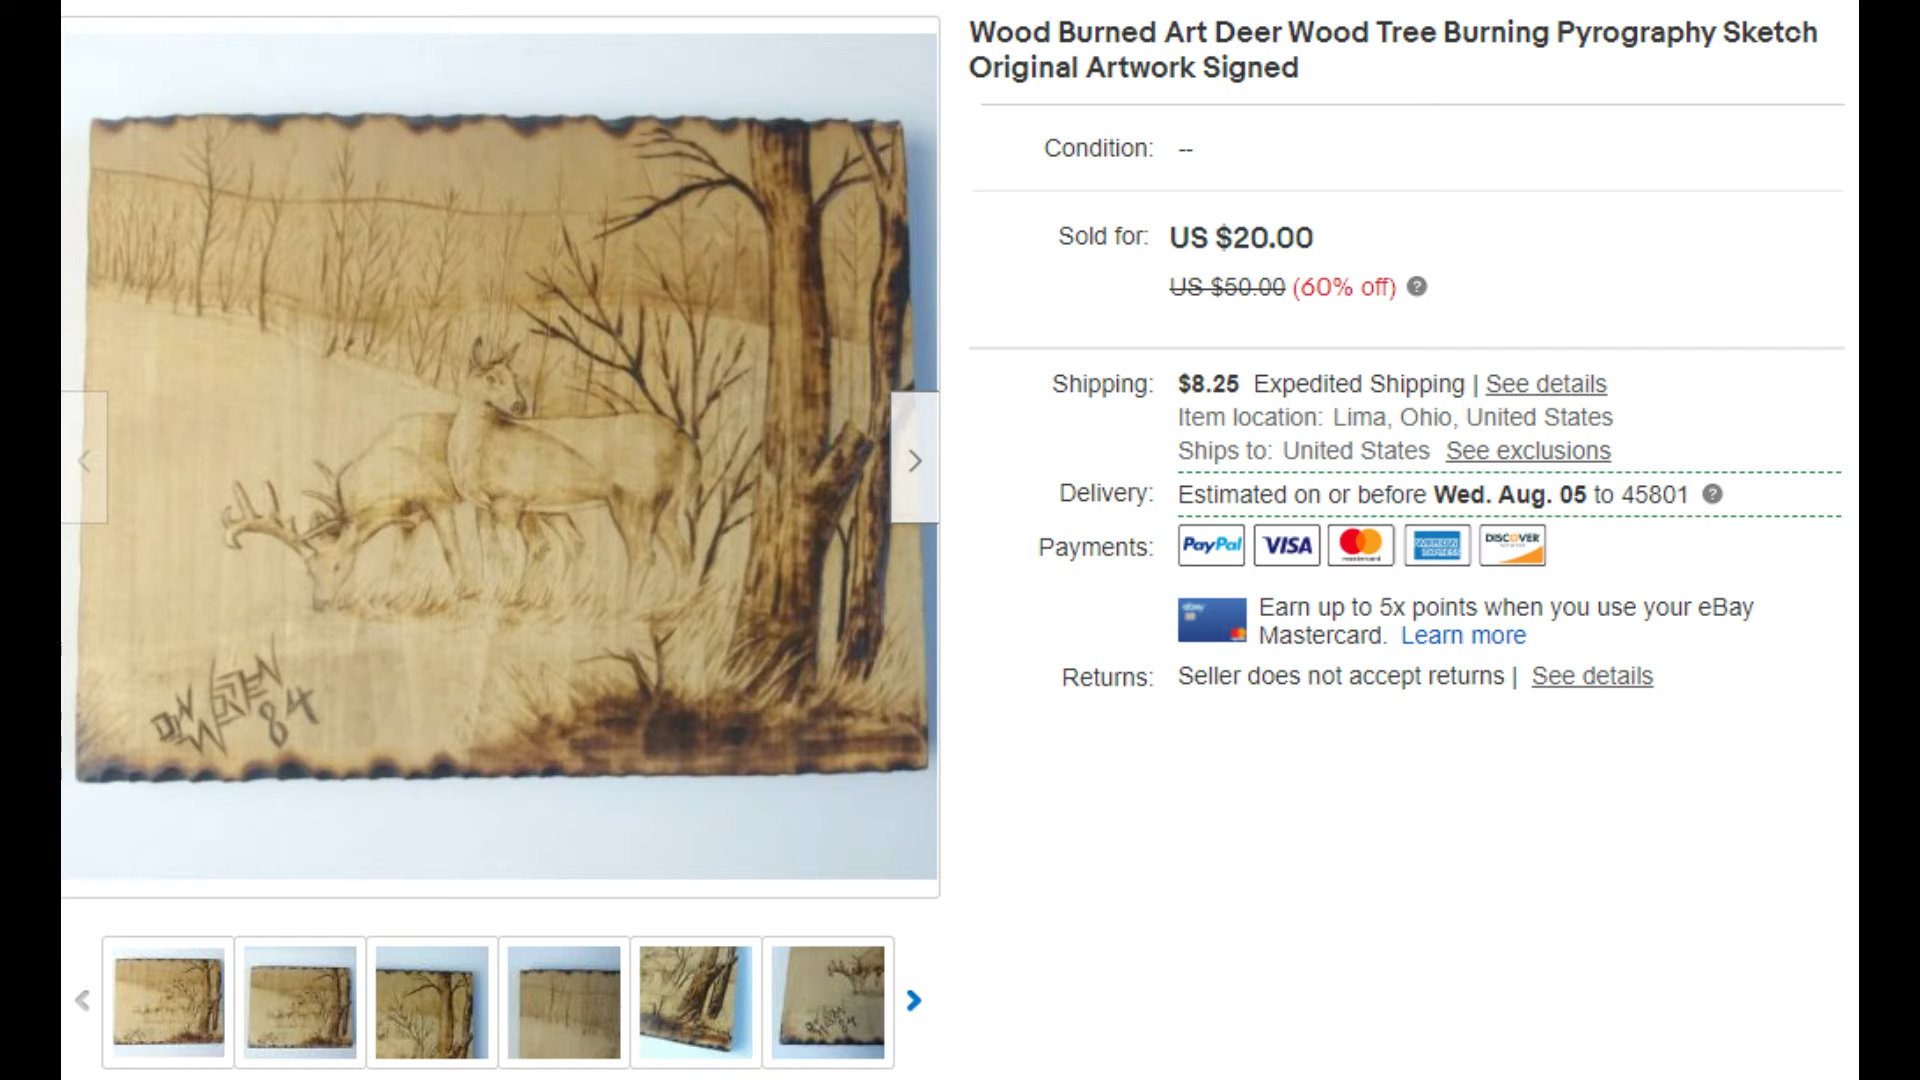 Wood Burned Art Deer Wood Tree Burning Pyrography Sketch
Original Artwork Signed
Condition: --
Sold for: US $20.00
US $50.00 (60% off) ?
Shipping: $8.25 Expedited Shipping | See details
Item location: Lima, Ohio, United States
Ships to: United States See exclusions
Delivery: Estimated on or before Wed. Aug. 05 to 45801 ?
Payments: PayPal VISA mastercard AMERICAN EXPRESS DISCOVER
ebay Earn up to 5x points when you use your eBay
Mastercard. Learn more
Returns: Seller does not accept returns | See details
84